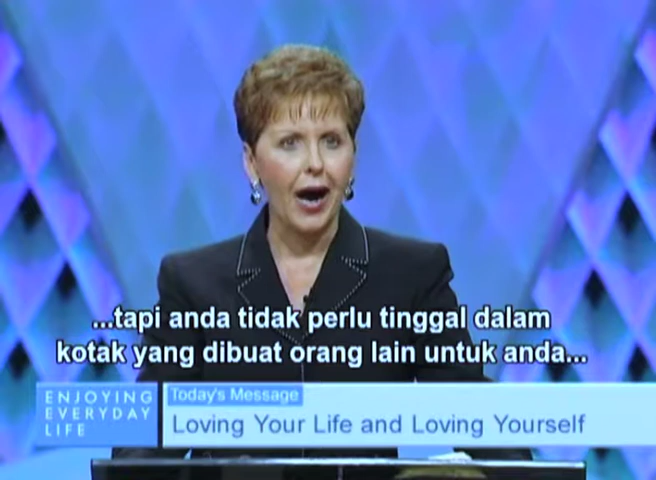 ...tapi anda tidak perlu tinggal dalam
kotak yang dibuat orang lain untuk anda...
ENJOYING
EVERYDAY
LIFE
Today's Message
Loving Your Life and Loving Yourself